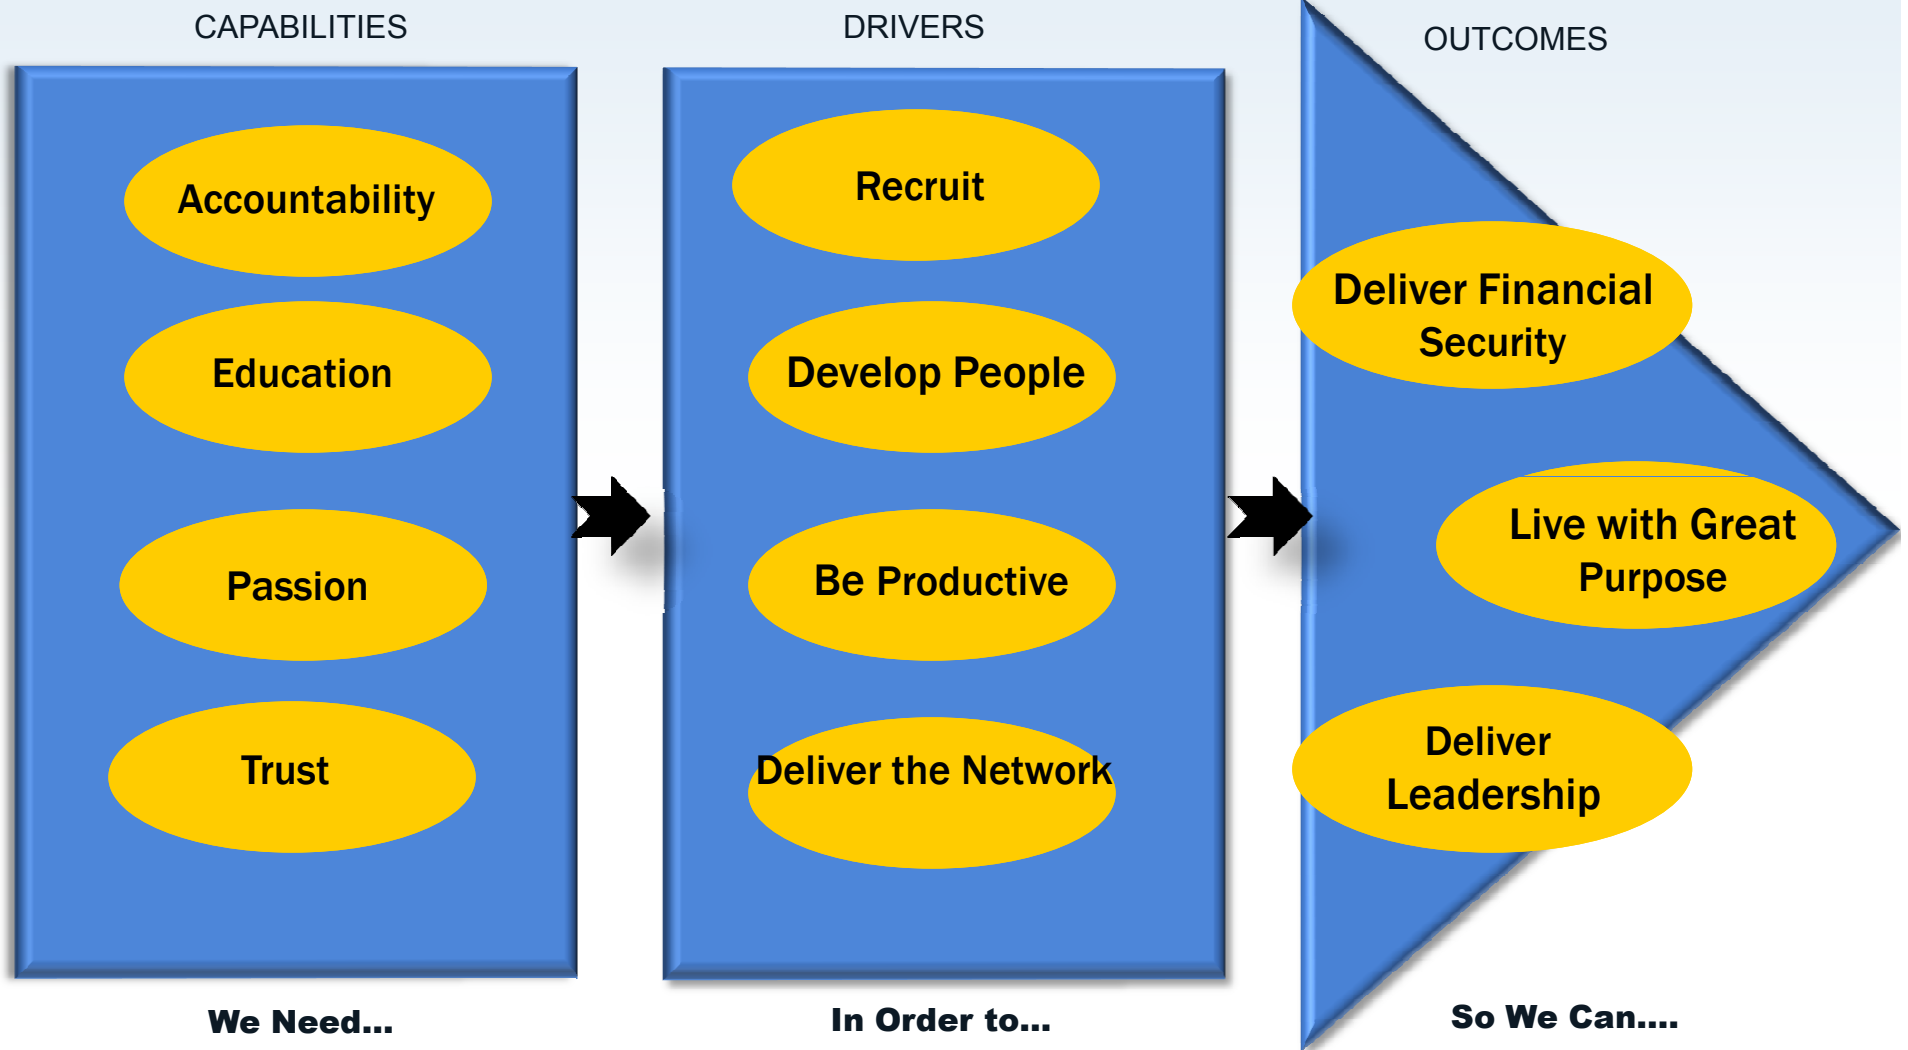 CAPABILITIES
Accountability
Education
Passion
Trust
We Need...
DRIVERS
Recruit
Develop People
Be Productive
Deliver the Network
In Order to...
OUTCOMES
Deliver Financial
Security
Live with Great
Purpose
Deliver
Leadership
So We Can....